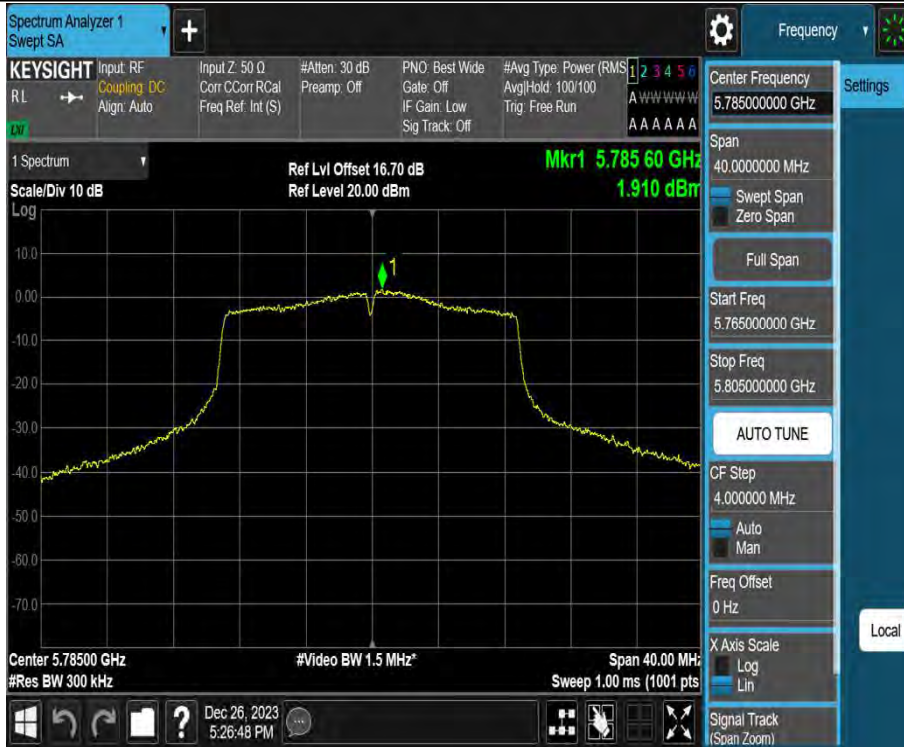 Spectrum Analyzer 1
Swept SA
+
Frequency
KEYSIGHT
RL
LXI
Input: RF
Coupling: DC
Align: Auto
Input Z: 50 Ω
Corr CCorr RCal
Freq Ref: Int (S)
#Atten: 30 dB
Preamp: Off
PNO: Best Wide
Gate: Off
IF Gain: Low
Sig Track: Off
#Avg Type: Power (RMS
Avg|Hold: 100/100
Trig: Free Run
1 2 3 4 5 6
A W W W W W
A A A A A A
Center Frequency
5.785000000 GHz
Settings
1 Spectrum
Scale/Div 10 dB
Ref Lvl Offset 16.70 dB
Ref Level 20.00 dBm
Mkr1 5.785 60 GHz
1.910 dBm
Span
40.0000000 MHz
Swept Span
Zero Span
Full Span
Start Freq
5.765000000 GHz
Stop Freq
5.805000000 GHz
AUTO TUNE
CF Step
4.000000 MHz
Auto
Man
Freq Offset
0 Hz
X Axis Scale
Log
Lin
Signal Track
(Span Zoom)
Local
Log
10.0
0.00
-10.0
-20.0
-30.0
-40.0
-50.0
-60.0
-70.0
1
Center 5.78500 GHz
#Res BW 300 kHz
#Video BW 1.5 MHz*
Span 40.00 MHz
Sweep 1.00 ms (1001 pts
?
Dec 26, 2023
5:26:48 PM